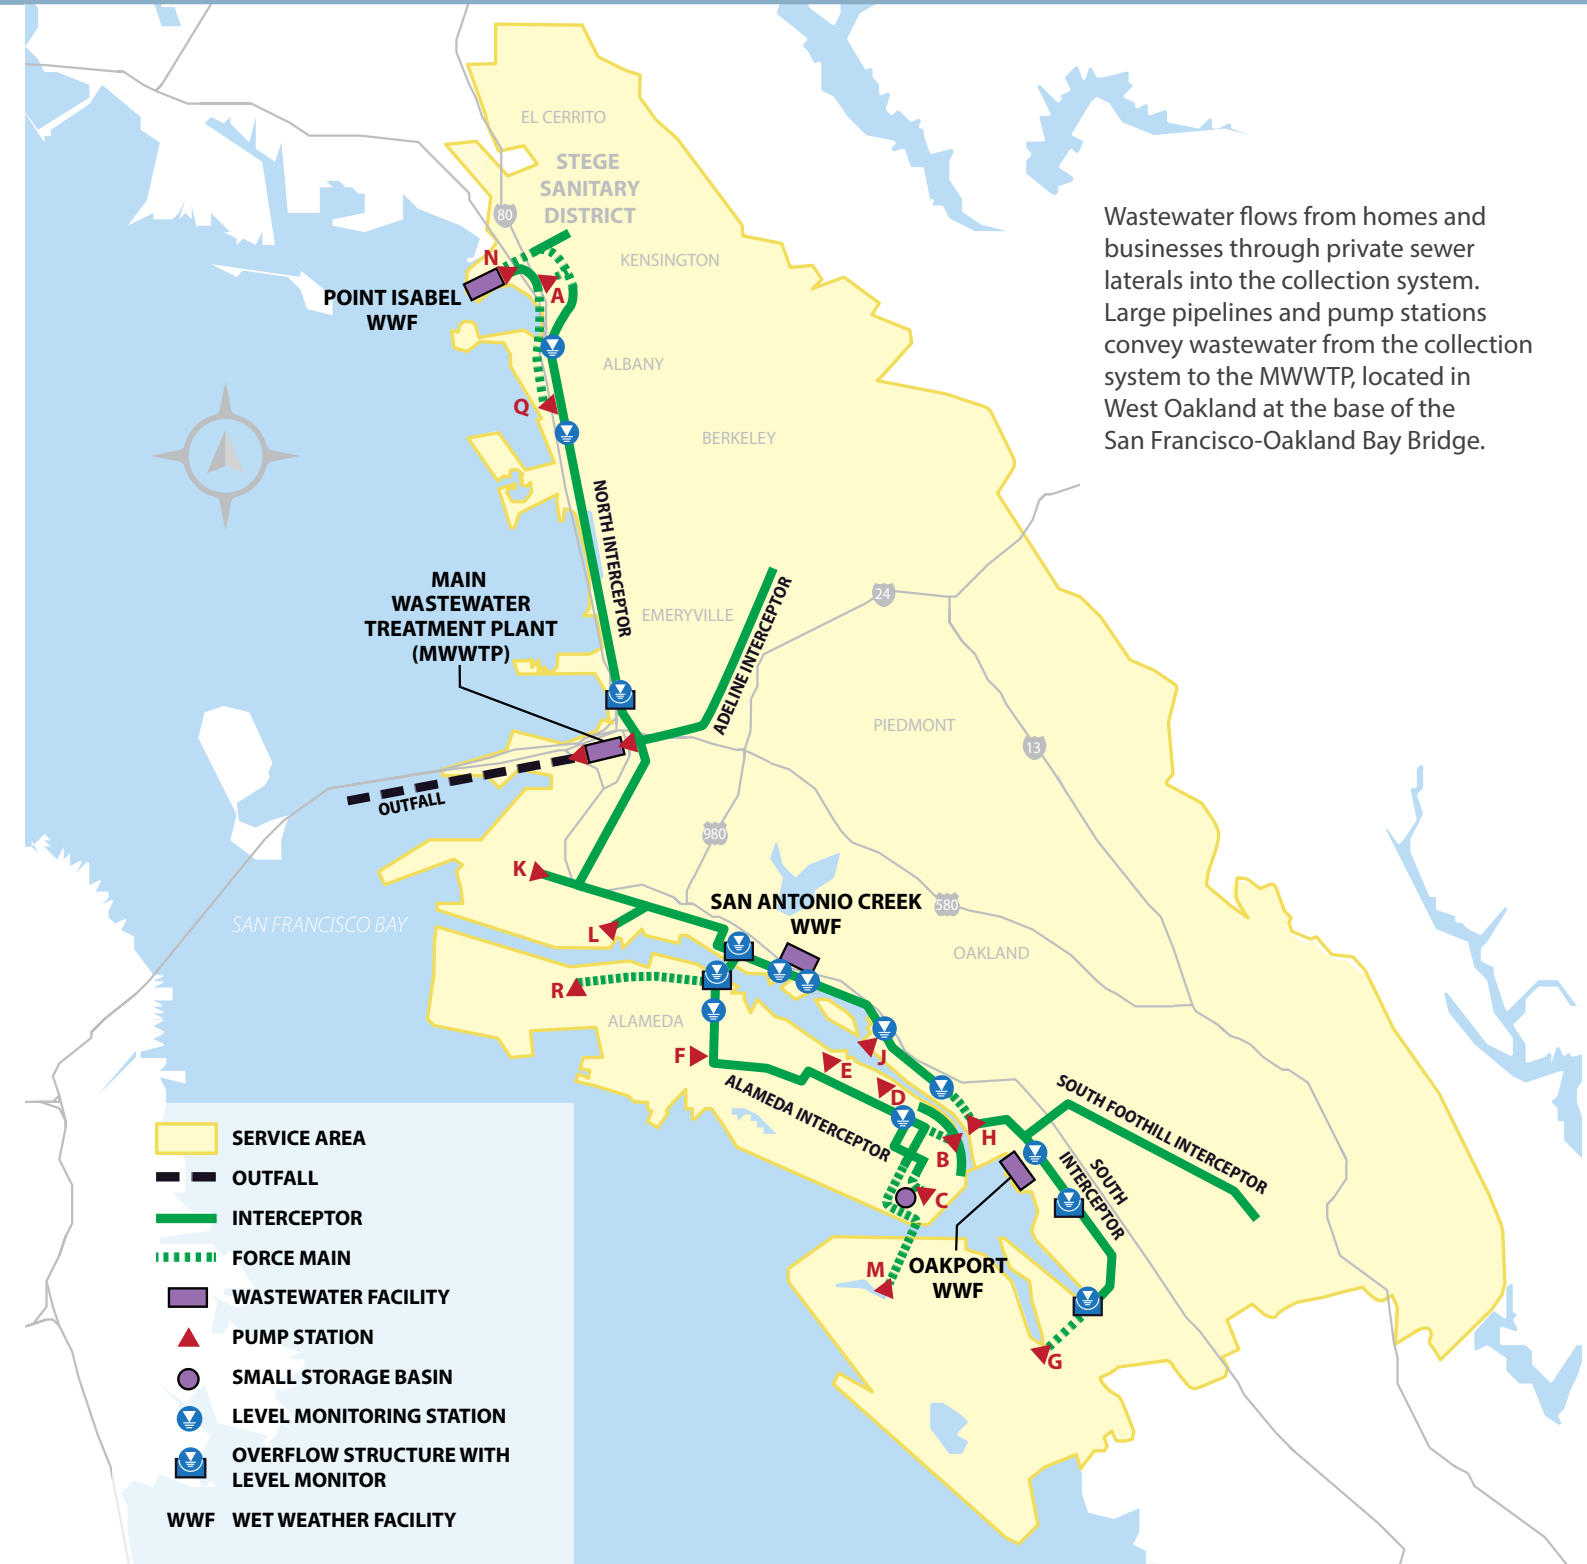 EL CERRITO
STEGE
SANITARY
DISTRICT
80
KENSINGTON
N
A
POINT ISABEL
WWF
ALBANY
Q
BERKELEY
Wastewater flows from homes and
businesses through private sewer
laterals into the collection system.
Large pipelines and pump stations
convey wastewater from the collection
system to the MWWTP, located in
West Oakland at the base of the
San Francisco-Oakland Bay Bridge.
NORTH INTERCEPTOR
MAIN
WASTEWATER
TREATMENT PLANT
(MWWTP)
EMERYVILLE
ADELINE INTERCEPTOR
24
PIEDMONT
13
OUTFALL
980
K
SAN ANTONIO CREEK
WWF
580
SAN FRANCISCO BAY
L
OAKLAND
R
ALAMEDA
F
E
J
D
ALAMEDA INTERCEPTOR
H
B
C
SOUTH FOOTHILL INTERCEPTOR
SOUTH
INTERCEPTOR
M
OAKPORT
WWF
G
SERVICE AREA
OUTFALL
INTERCEPTOR
FORCE MAIN
WASTEWATER FACILITY
PUMP STATION
SMALL STORAGE BASIN
LEVEL MONITORING STATION
OVERFLOW STRUCTURE WITH
LEVEL MONITOR
WWF WET WEATHER FACILITY